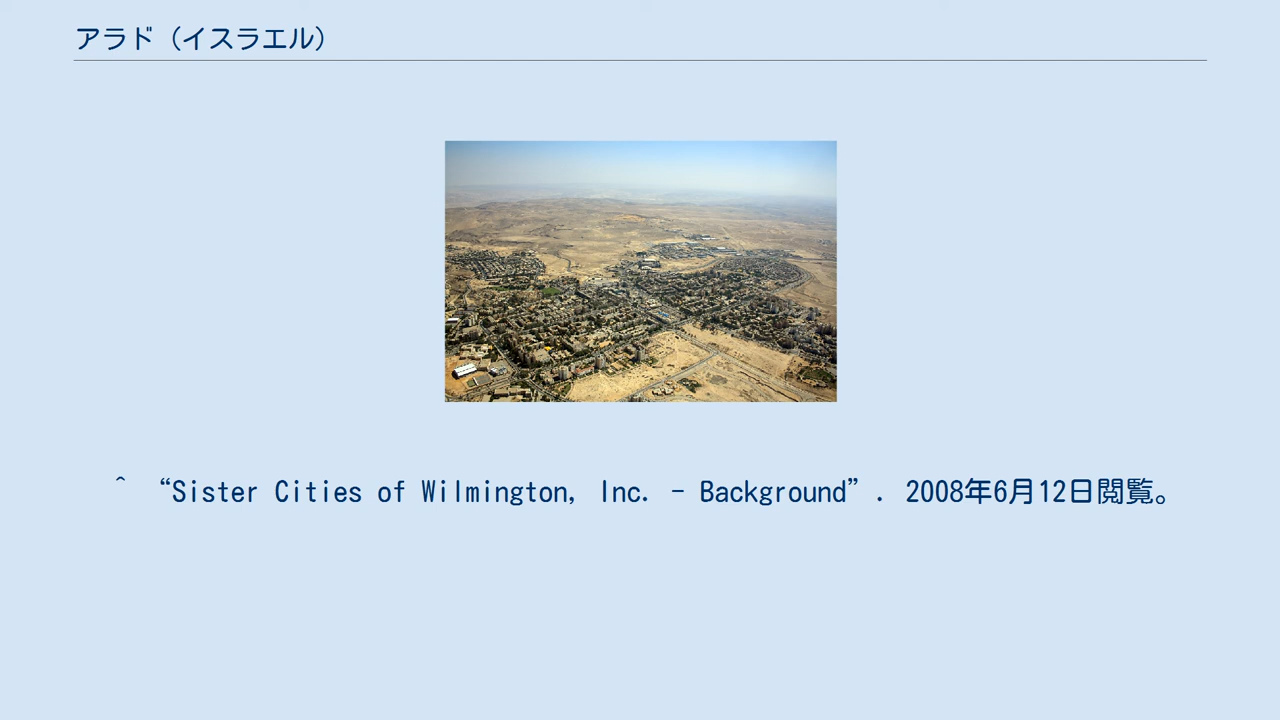 アラド（イスラエル）
^ “Sister Cities of Wilmington, Inc. - Background”. 2008年6月12日閲覧。